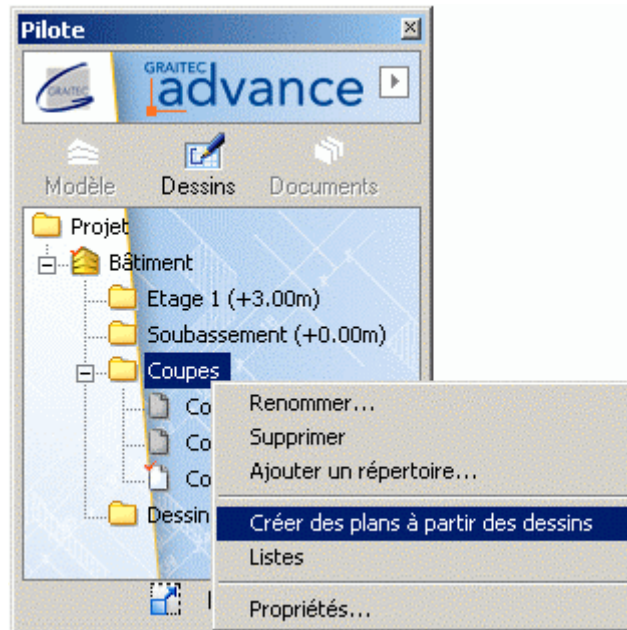 Pilote
GRAITEC
GRAITEC advance
Modèle Dessins Documents
Projet
Bâtiment
Etage 1 (+3.00m)
Soubassement (+0.00m)
Coupes
Co
Co
Co
Dessin
Renommer...
Supprimer
Ajouter un répertoire...
Créer des plans à partir des dessins
Listes
Propriétés...